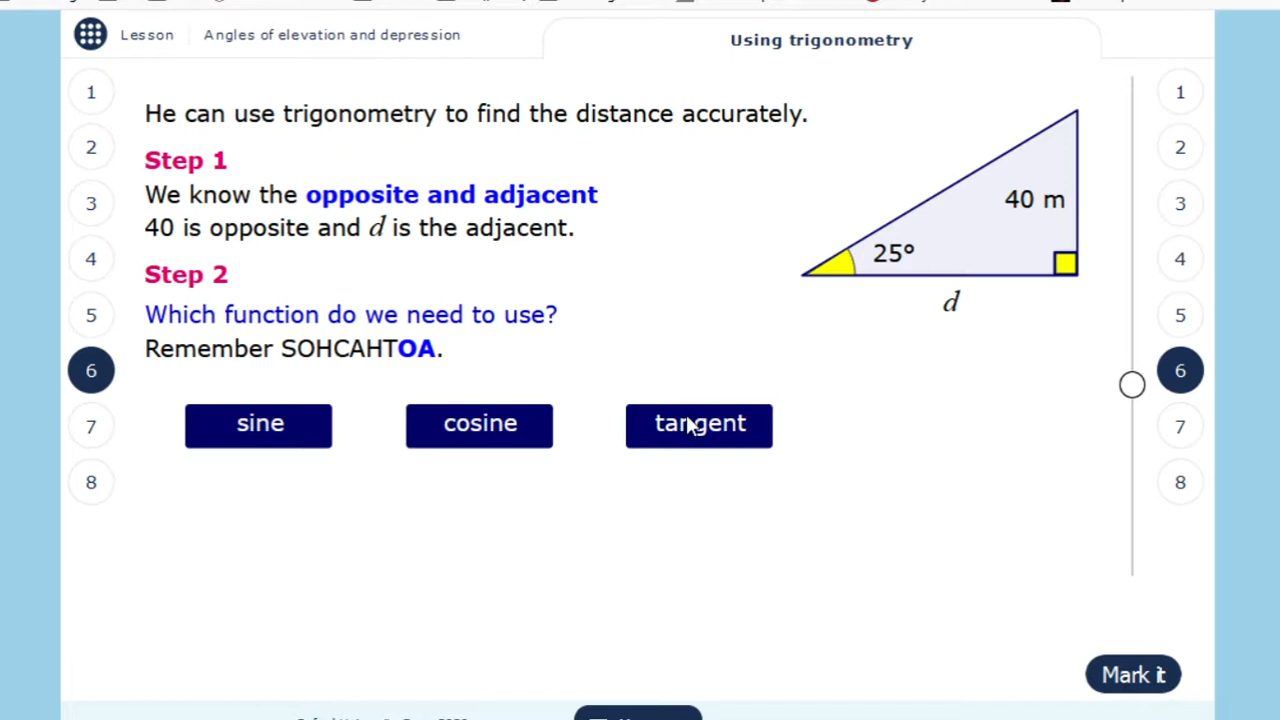 Lesson
Angles of elevation and depression
Using trigonometry
1
2
3
4
5
6
7
8
He can use trigonometry to find the distance accurately.
Step 1
We know the opposite and adjacent
40 is opposite and d is the adjacent.
Step 2
Which function do we need to use?
Remember SOHCAHTOA.
sine
cosine
tangent
40 m
25°
d
1
2
3
4
5
6
7
8
Mark it